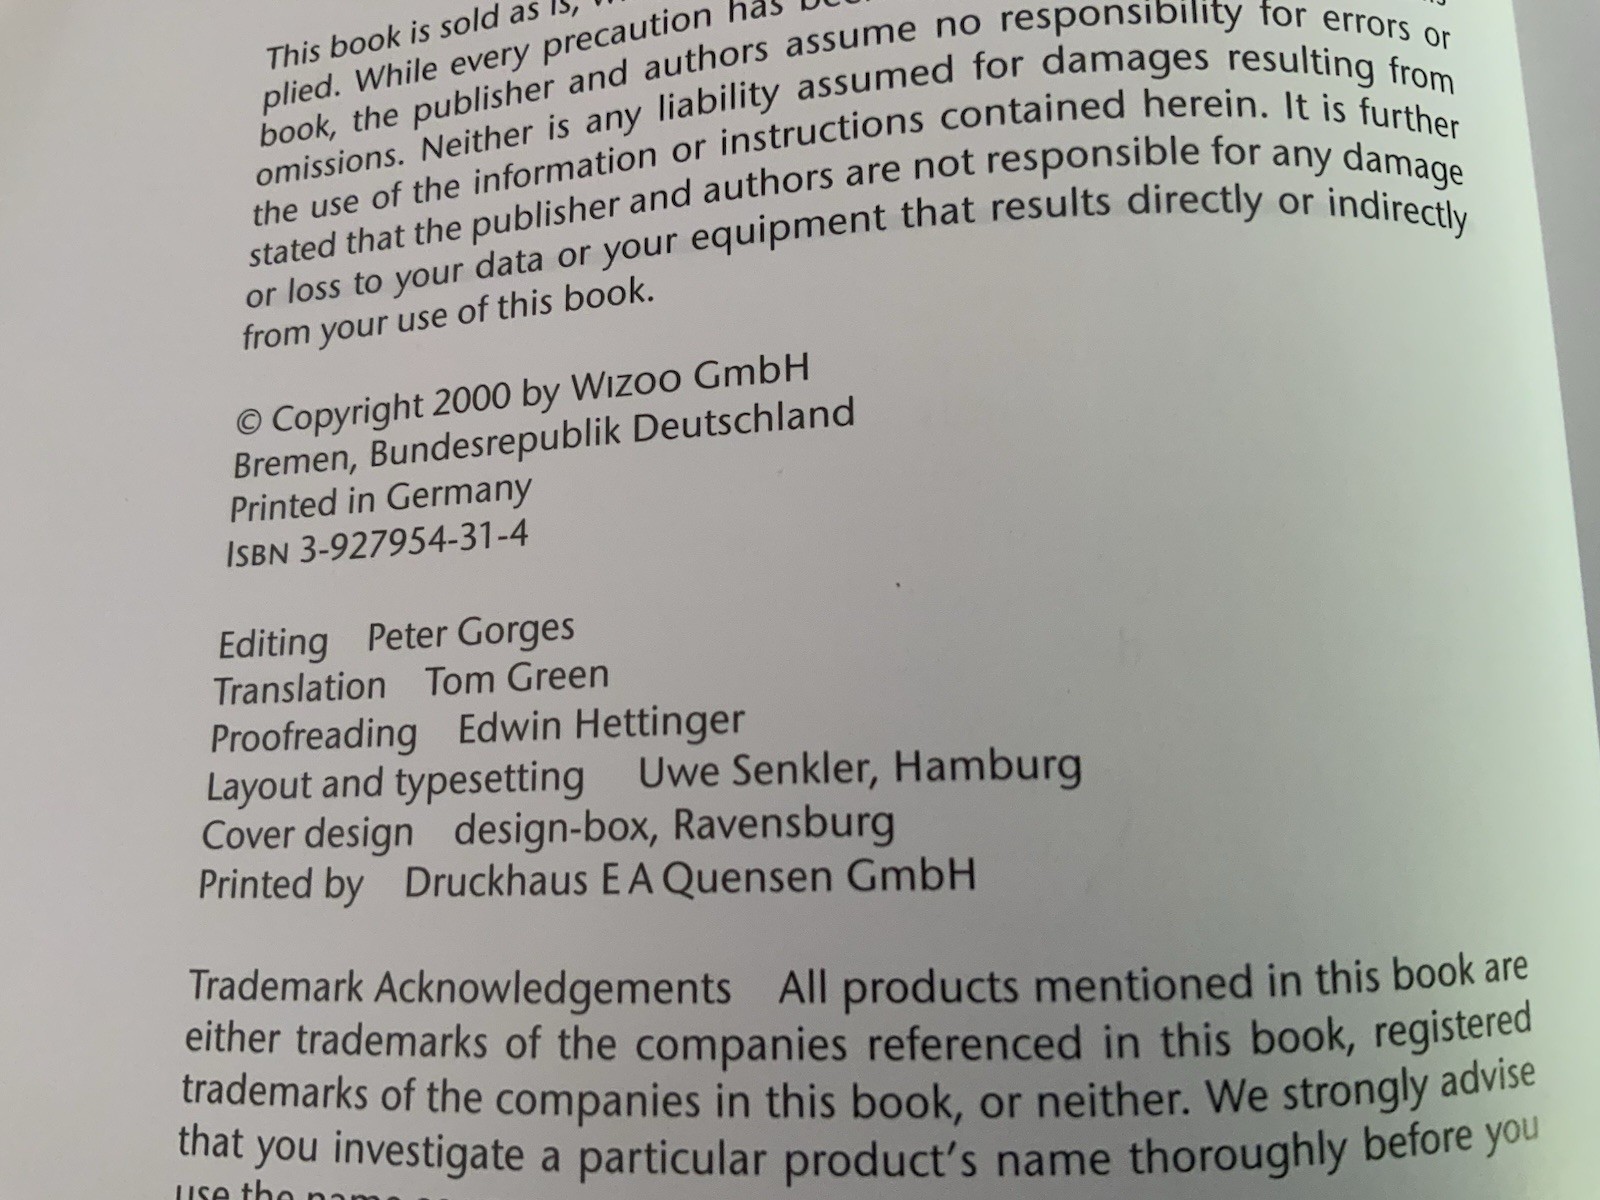 This book is sold as is,
plied. While every precaution has
book, the publisher and authors assume no responsibility for errors or
omissions. Neither is any liability assumed for damages resulting from
the use of the information or instructions contained herein. It is further
stated that the publisher and authors are not responsible for any damage
or loss to your data or your equipment that results directly or indirectly
from your use of this book.
© Copyright 2000 by WIZOO GmbH
Bremen, Bundesrepublik Deutschland
Printed in Germany
ISBN 3-927954-31-4
Editing Peter Gorges
Translation Tom Green
Proofreading Edwin Hettinger
Layout and typesetting Uwe Senkler, Hamburg
Cover design design-box, Ravensburg
Printed by Druckhaus E A Quensen GmbH
Trademark Acknowledgements All products mentioned in this book are
either trademarks of the companies referenced in this book, registered
trademarks of the companies in this book, or neither. We strongly advise
that you investigate a particular product's name thoroughly before you
use the name